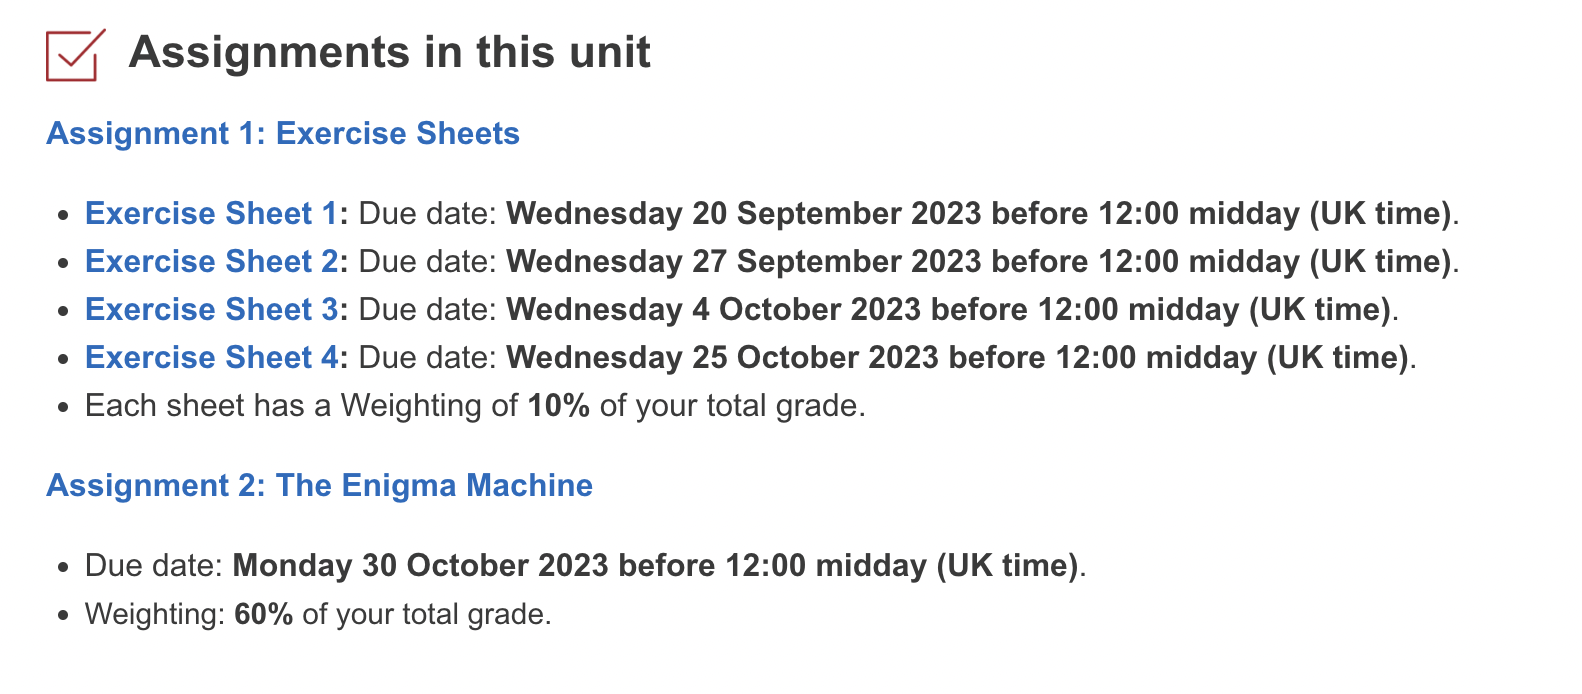 Assignments in this unit
Assignment 1: Exercise Sheets
• Exercise Sheet 1: Due date: Wednesday 20 September 2023 before 12:00 midday (UK time).
• Exercise Sheet 2: Due date: Wednesday 27 September 2023 before 12:00 midday (UK time).
• Exercise Sheet 3: Due date: Wednesday 4 October 2023 before 12:00 midday (UK time).
• Exercise Sheet 4: Due date: Wednesday 25 October 2023 before 12:00 midday (UK time).
• Each sheet has a Weighting of 10% of your total grade.
Assignment 2: The Enigma Machine
• Due date: Monday 30 October 2023 before 12:00 midday (UK time).
• Weighting: 60% of your total grade.